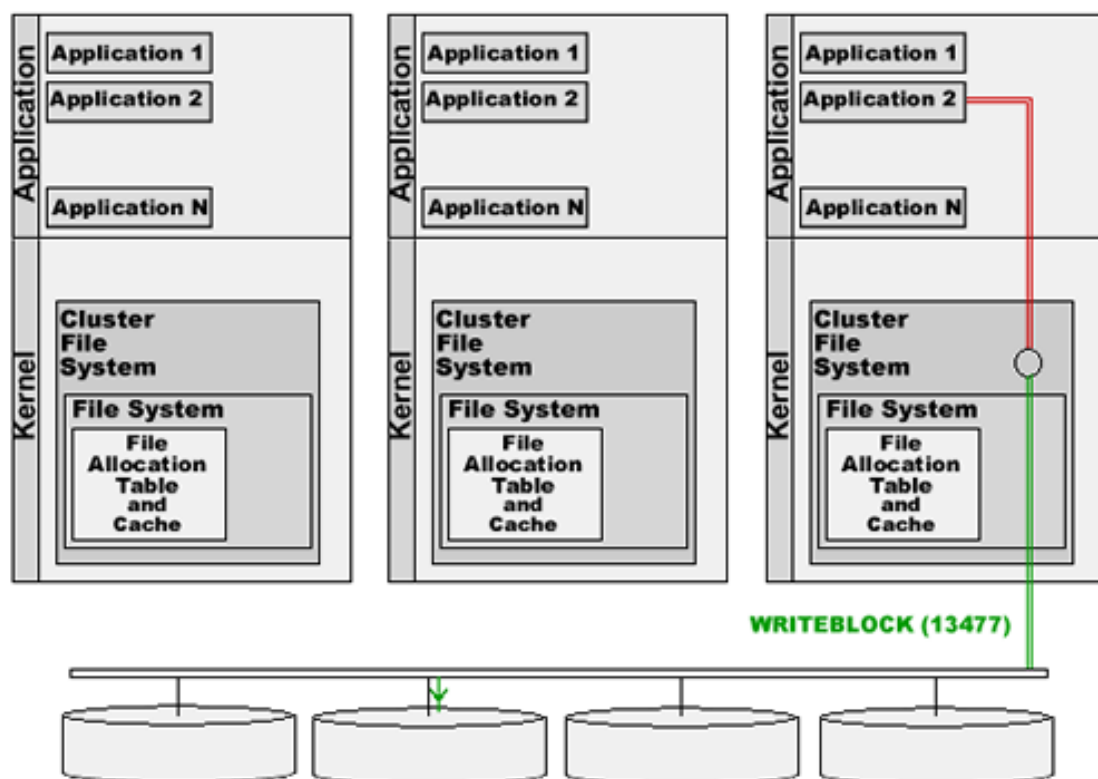 Application
Application 1
Application 2
Application N
Kernel
Cluster
File
System
File System
File
Allocation
Table
and
Cache
Application
Application 1
Application 2
Application N
Kernel
Cluster
File
System
File System
File
Allocation
Table
and
Cache
Application
Application 1
Application 2
Application N
Kernel
Cluster
File
System
File System
File
Allocation
Table
and
Cache
WRITEBLOCK (13477)